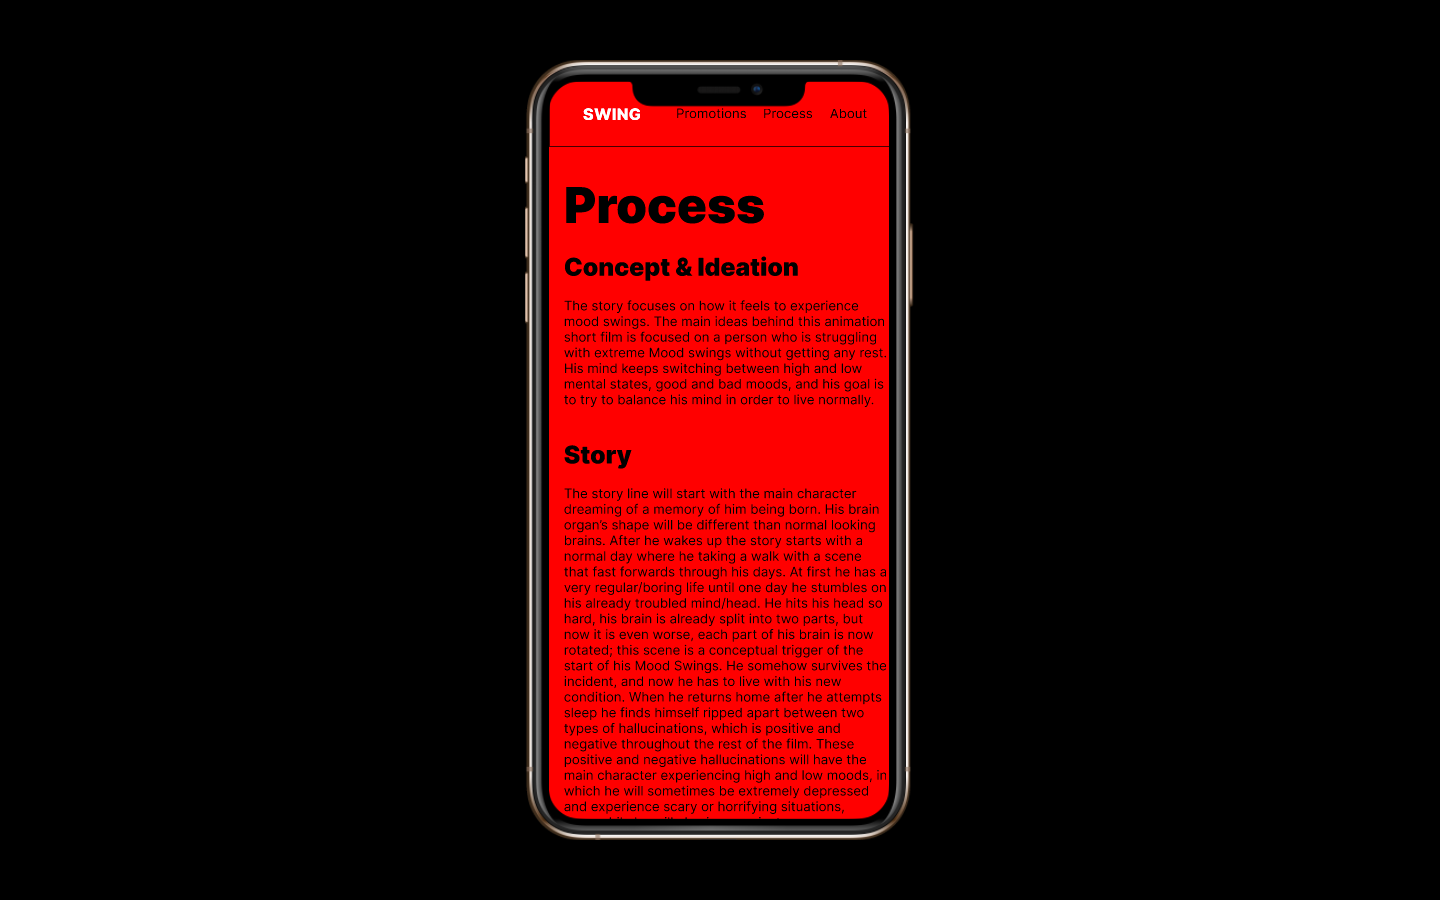 SWING Promotions Process About
Process
Concept & Ideation
The story focuses on how it feels to experience
mood swings. The main ideas behind this animation
short film is focused on a person who is struggling
with extreme Mood swings without getting any rest.
His mind keeps switching between high and low
mental states, good and bad moods, and his goal is
to try to balance his mind in order to live normally.
Story
The story line will start with the main character
dreaming of a memory of him being born. His brain
organ's shape will be different than normal looking
brains. After he wakes up the story starts with a
normal day where he taking a walk with a scene
that fast forwards through his days. At first he has a
very regular/boring life until one day he stumbles on
his already troubled mind/head. He hits his head so
hard, his brain is already split into two parts, but
now it is even worse, each part of his brain is now
rotated; this scene is a conceptual trigger of the
start of his Mood Swings. He somehow survives the
incident, and now he has to live with his new
condition. When he returns home after he attempts
sleep he finds himself ripped apart between two
types of hallucinations, which is positive and
negative throughout the rest of the film. These
positive and negative hallucinations will have the
main character experiencing high and low moods, in
which he will sometimes be extremely depressed
and experience scary or horrifying situations,